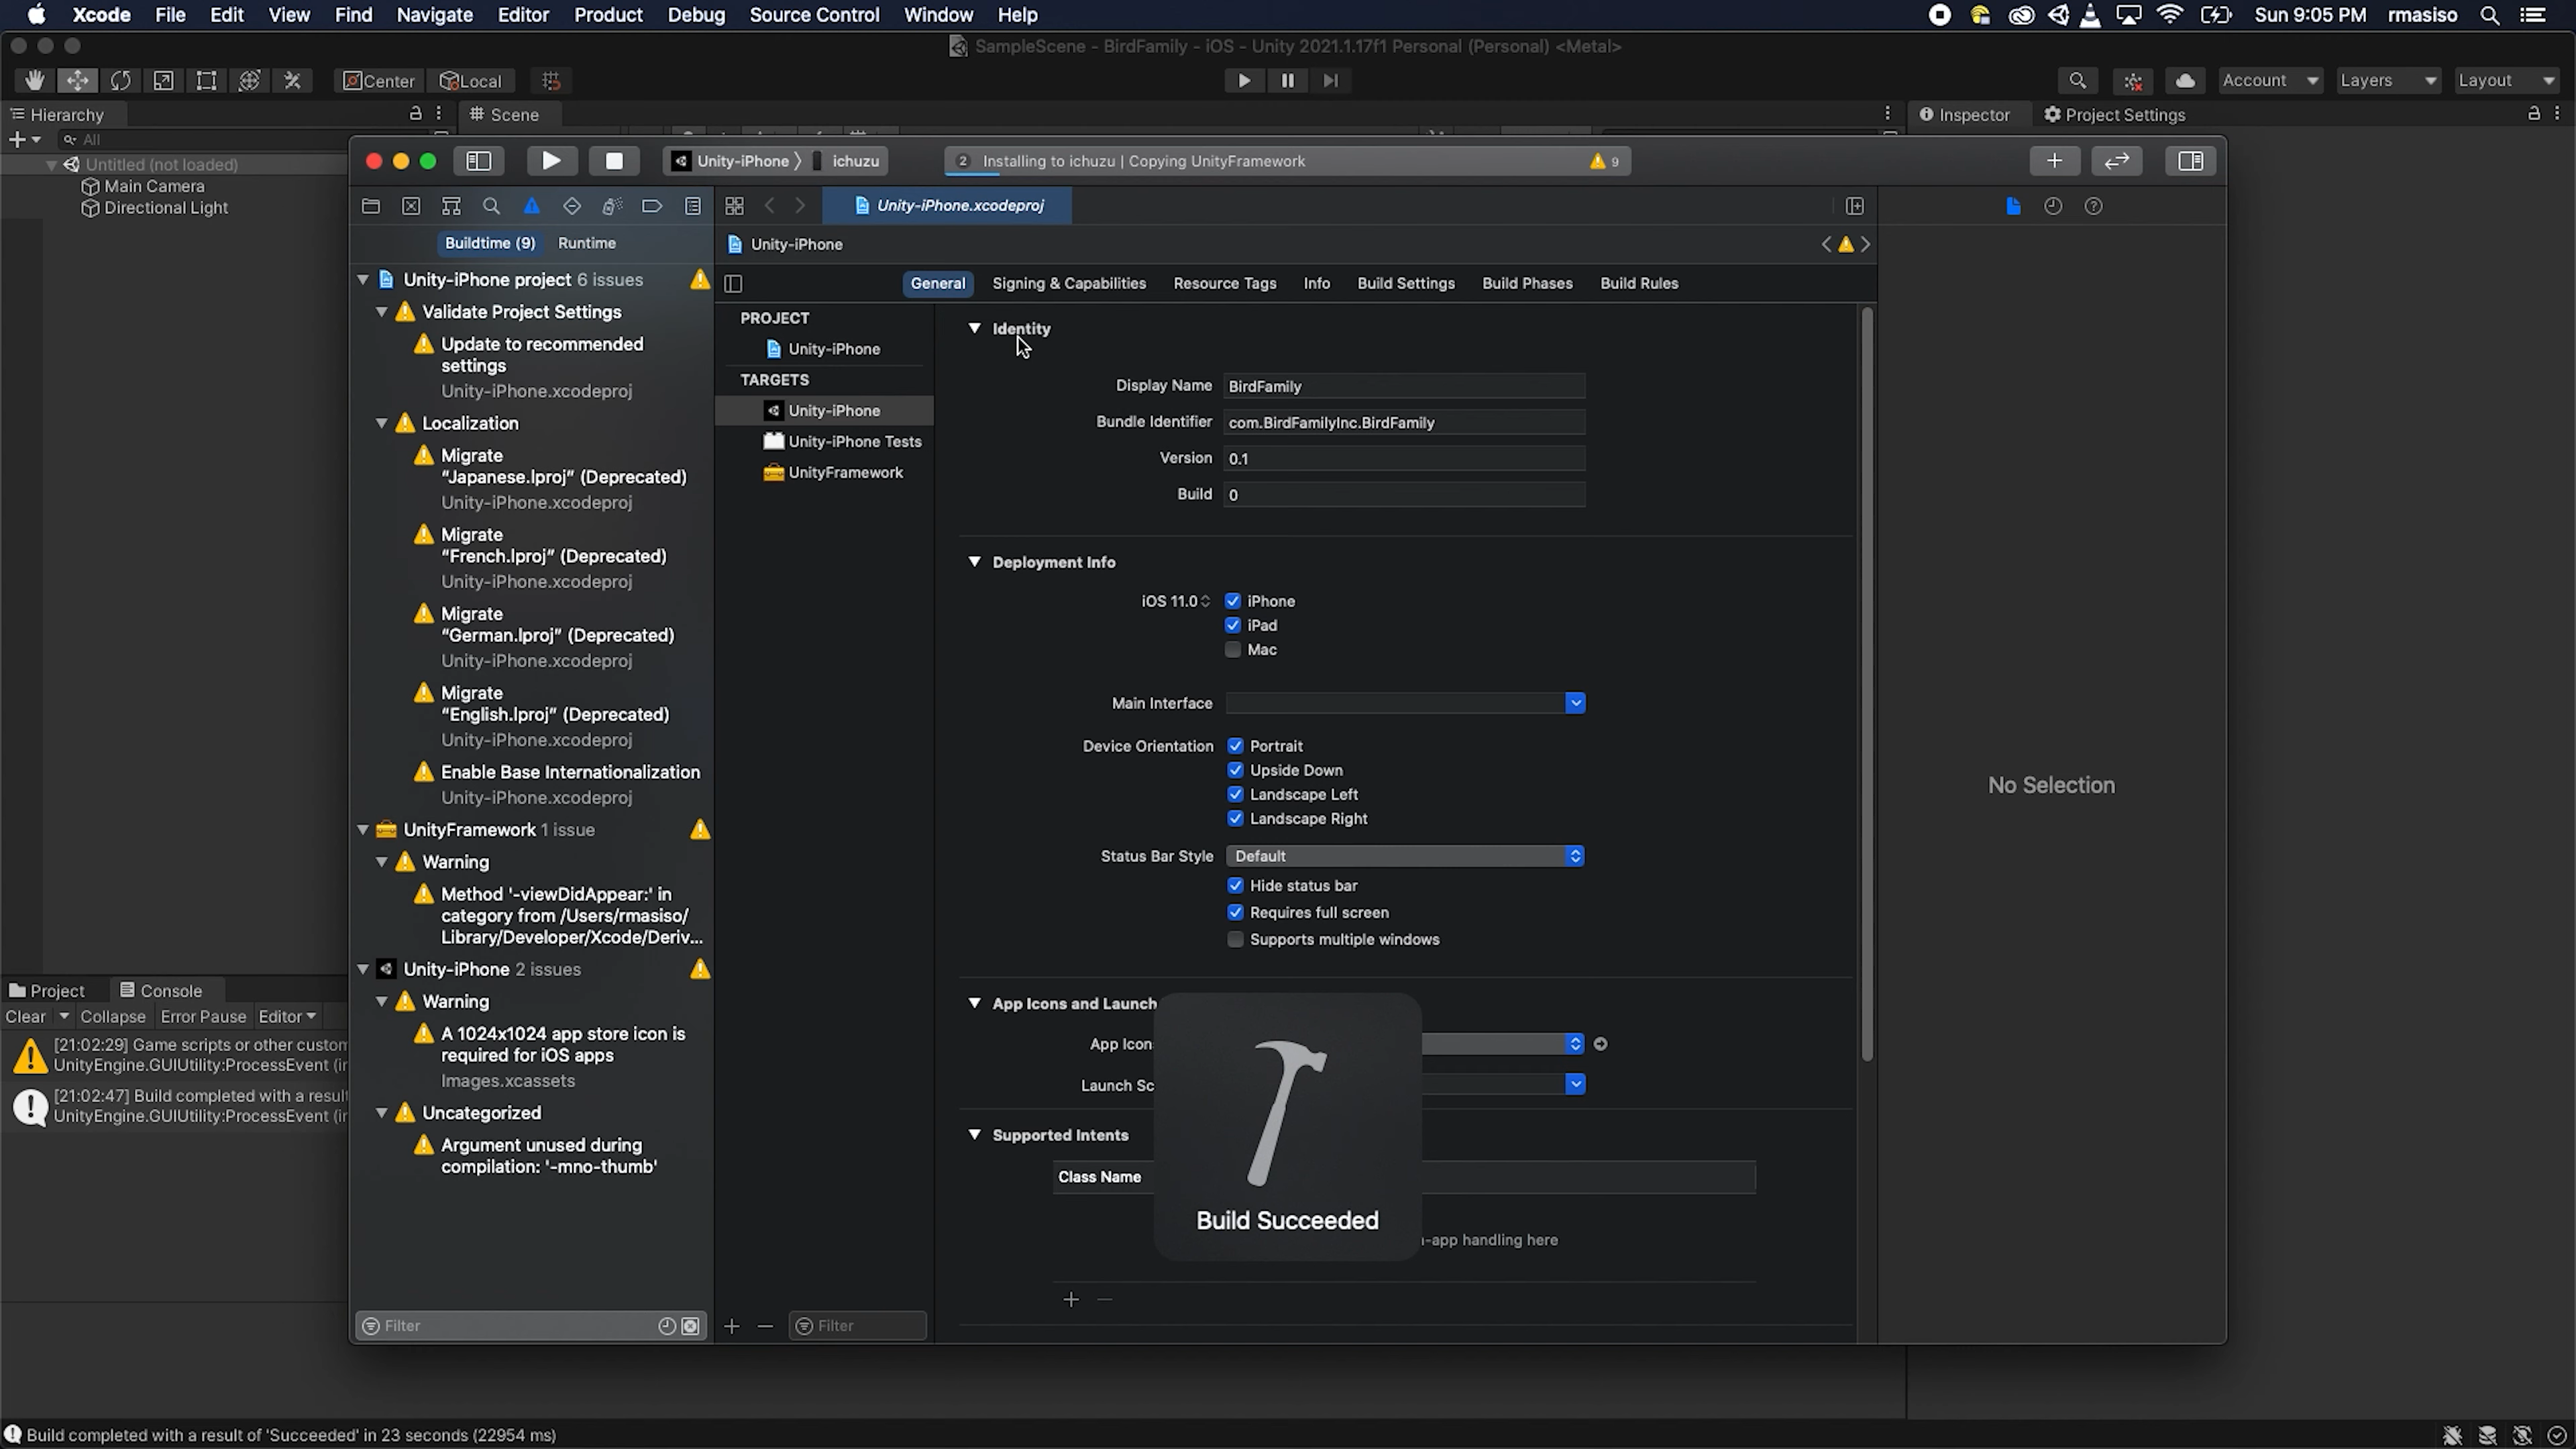 Xcode File Edit View Find Navigate Editor Product Debug Source Control Window Help
Sun 9:05 PM rmasiso
SampleScene - BirdFamily - iOS - Unity 2021.1.17f1 Personal (Personal) <Metal>
Center Local
Account Layers Layout
Hierarchy
Scene
Inspector
Project Settings
All
Untitled (not loaded)
Main Camera
Directional Light
Unity-iPhone 〉 ichuzu
2 Installing to ichuzu | Copying UnityFramework
9
Unity-iPhone.xcodeproj
Buildtime (9) Runtime
Unity-iPhone project 6 issues
Validate Project Settings
Update to recommended
settings
Unity-iPhone.xcodeproj
Localization
Migrate
“Japanese.lproj” (Deprecated)
Unity-iPhone.xcodeproj
Migrate
“French.lproj” (Deprecated)
Unity-iPhone.xcodeproj
Migrate
“German.lproj” (Deprecated)
Unity-iPhone.xcodeproj
Migrate
“English.lproj” (Deprecated)
Unity-iPhone.xcodeproj
Enable Base Internationalization
Unity-iPhone.xcodeproj
UnityFramework 1 issue
Warning
Method '-viewDidAppear:' in
category from /Users/rmasiso/
Library/Developer/Xcode/Deriv...
Unity-iPhone 2 issues
Warning
A 1024x1024 app store icon is
required for iOS apps
Images.xcassets
Uncategorized
Argument unused during
compilation: '-mno-thumb'
Filter
Unity-iPhone
General Signing & Capabilities Resource Tags Info Build Settings Build Phases Build Rules
PROJECT
Unity-iPhone
TARGETS
Unity-iPhone
Unity-iPhone Tests
UnityFramework
Filter
Identity
Display Name BirdFamily
Bundle Identifier com.BirdFamilyInc.BirdFamily
Version 0.1
Build 0
Deployment Info
iOS 11.0 iPhone
iPad
Mac
Main Interface
Device Orientation Portrait
Upside Down
Landscape Left
Landscape Right
Status Bar Style Default
Hide status bar
Requires full screen
Supports multiple windows
App Icons and Launch
App Icon
Launch Sc
Supported Intents
Class Name
Build Succeeded
-app handling here
No Selection
Project Console
Clear Collapse Error Pause Editor
[21:02:29] Game scripts or other custom
UnityEngine.GUIUtility:ProcessEvent (in
[21:02:47] Build completed with a result
UnityEngine.GUIUtility:ProcessEvent (in
Build completed with a result of 'Succeeded' in 23 seconds (22954 ms)